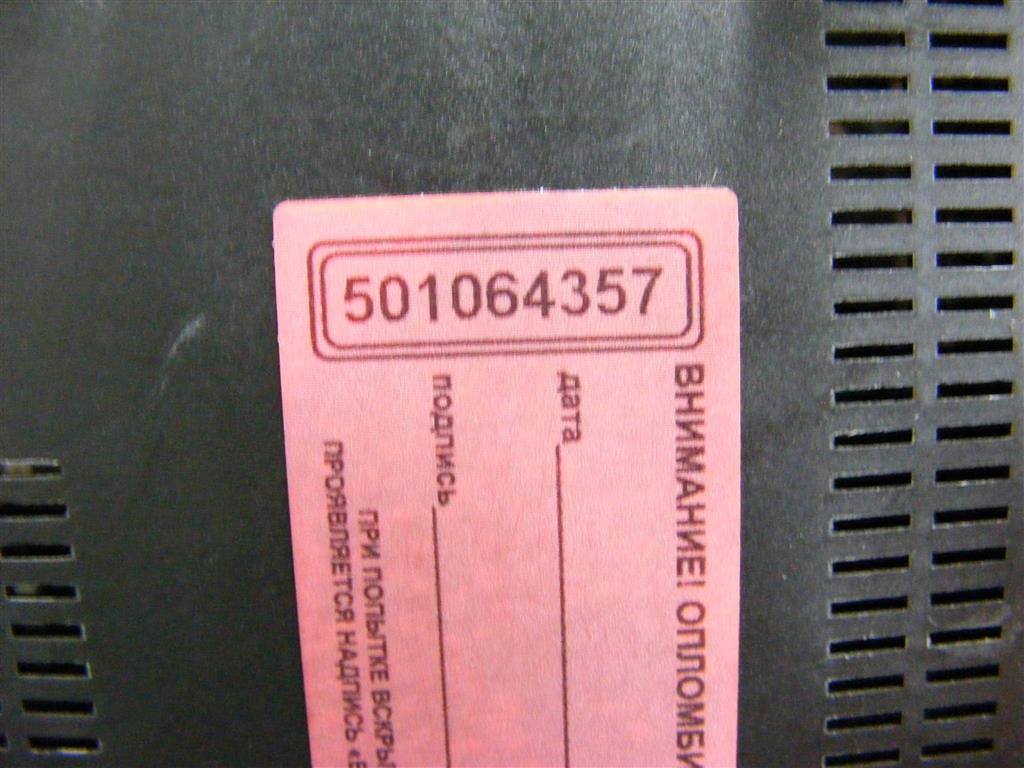 501064357
ВНИМАНИЕ! ОПЛОМБИ
дата
подпись
ПРИ ПОПЫТКЕ ВСКРЫ
ПРОЯВЛЯЕТСЯ НАДПИСЬ «В